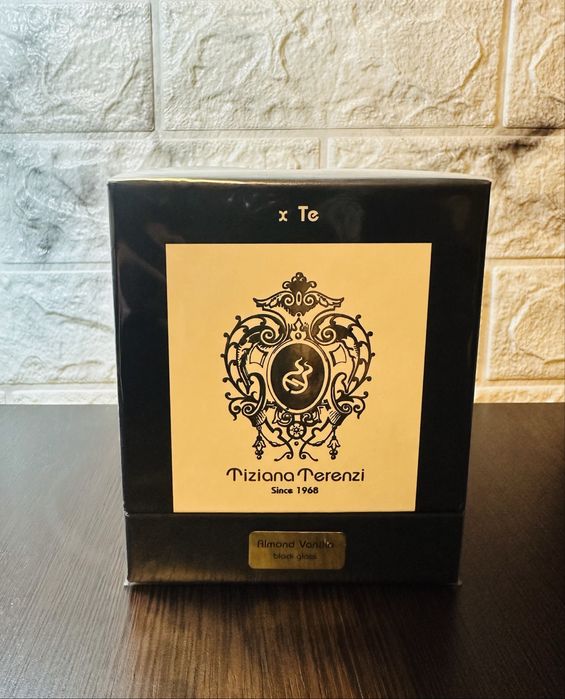 x Te
Tiziana Terenzi
Since 1968
Almond Vanilla
black glass